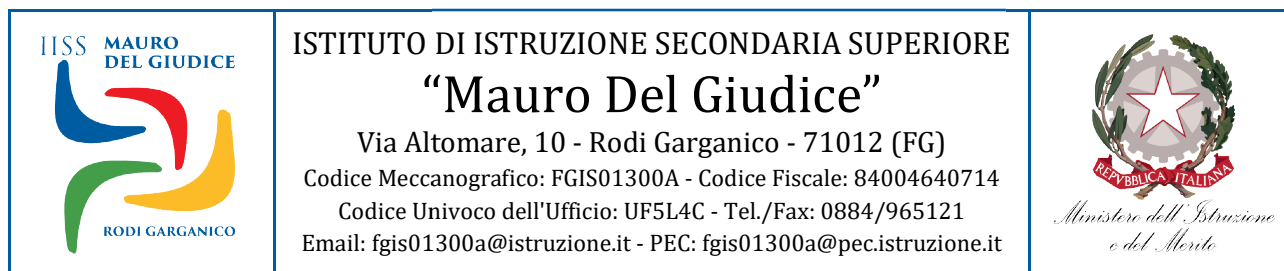 IISS MAURO
DEL GIUDICE
RODI GARGANICO
ISTITUTO DI ISTRUZIONE SECONDARIA SUPERIORE
“Mauro Del Giudice”
Via Altomare, 10 - Rodi Garganico - 71012 (FG)
Codice Meccanografico: FGIS01300A - Codice Fiscale: 84004640714
Codice Univoco dell'Ufficio: UF5L4C - Tel./Fax: 0884/965121
Email: fgis01300a@istruzione.it - PEC: fgis01300a@pec.istruzione.it
REPVBBLICA ITALIANA
Ministero dell'Istruzione
e del Merito